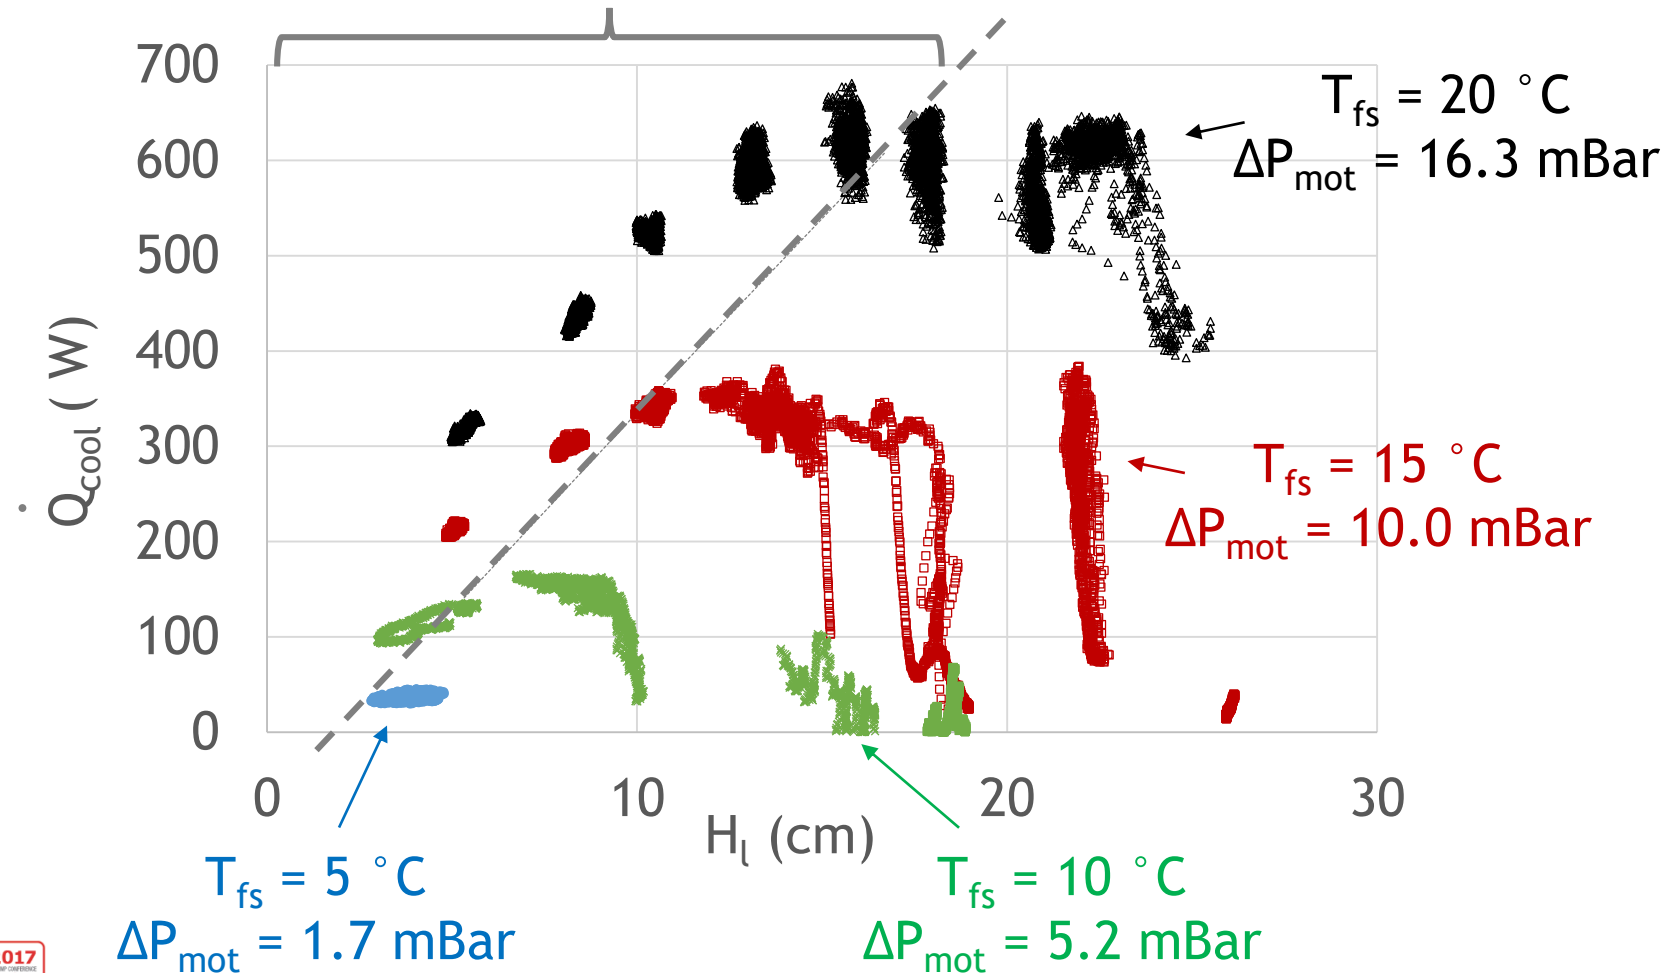 700
600
500
400
300
200
100
0
Q̇cool ( W)
0 10 20 30
Hl (cm)
Tfs = 20 °C
ΔPmot = 16.3 mBar
Tfs = 15 °C
ΔPmot = 10.0 mBar
Tfs = 5 °C
ΔPmot = 1.7 mBar
Tfs = 10 °C
ΔPmot = 5.2 mBar
2017